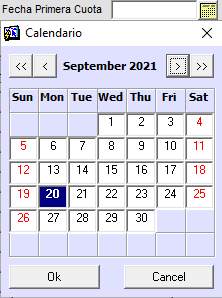 Fecha Primera Cuota
Calendario
<< < September 2021 > >>
Sun Mon Tue Wed Thu Fri Sat
1 2 3 4
5 6 7 8 9 10 11
12 13 14 15 16 17 18
19 20 21 22 23 24 25
26 27 28 29 30
Ok Cancel